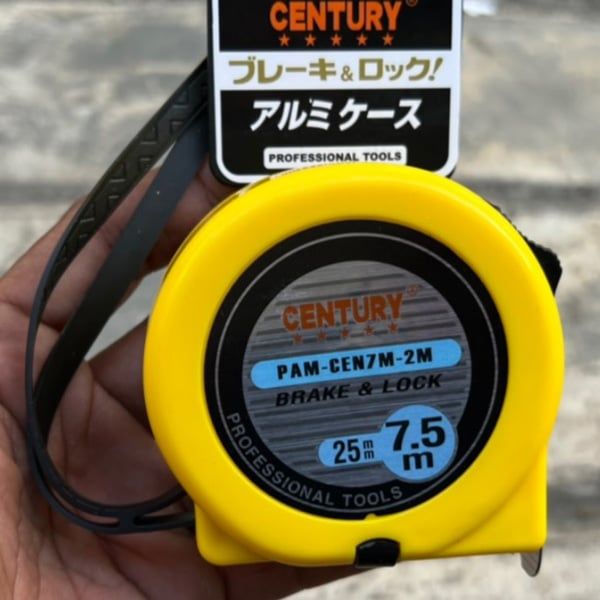 CENTURY®
ブレーキ&ロック!
アルミケース
PROFESSIONAL TOOLS
CENTURY®
PAM-CEN7M-2M
BRAKE & LOCK
25mm
7.5m
PROFESSIONAL TOOLS